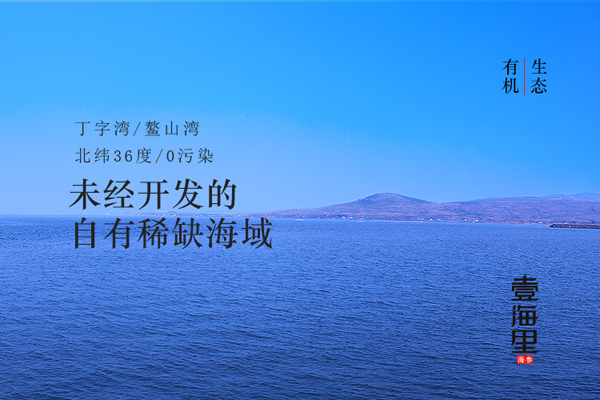 有机
生态
丁字湾/鳌山湾
北纬36度/0污染
未经开发的
自有稀缺海域
壹海里
海参